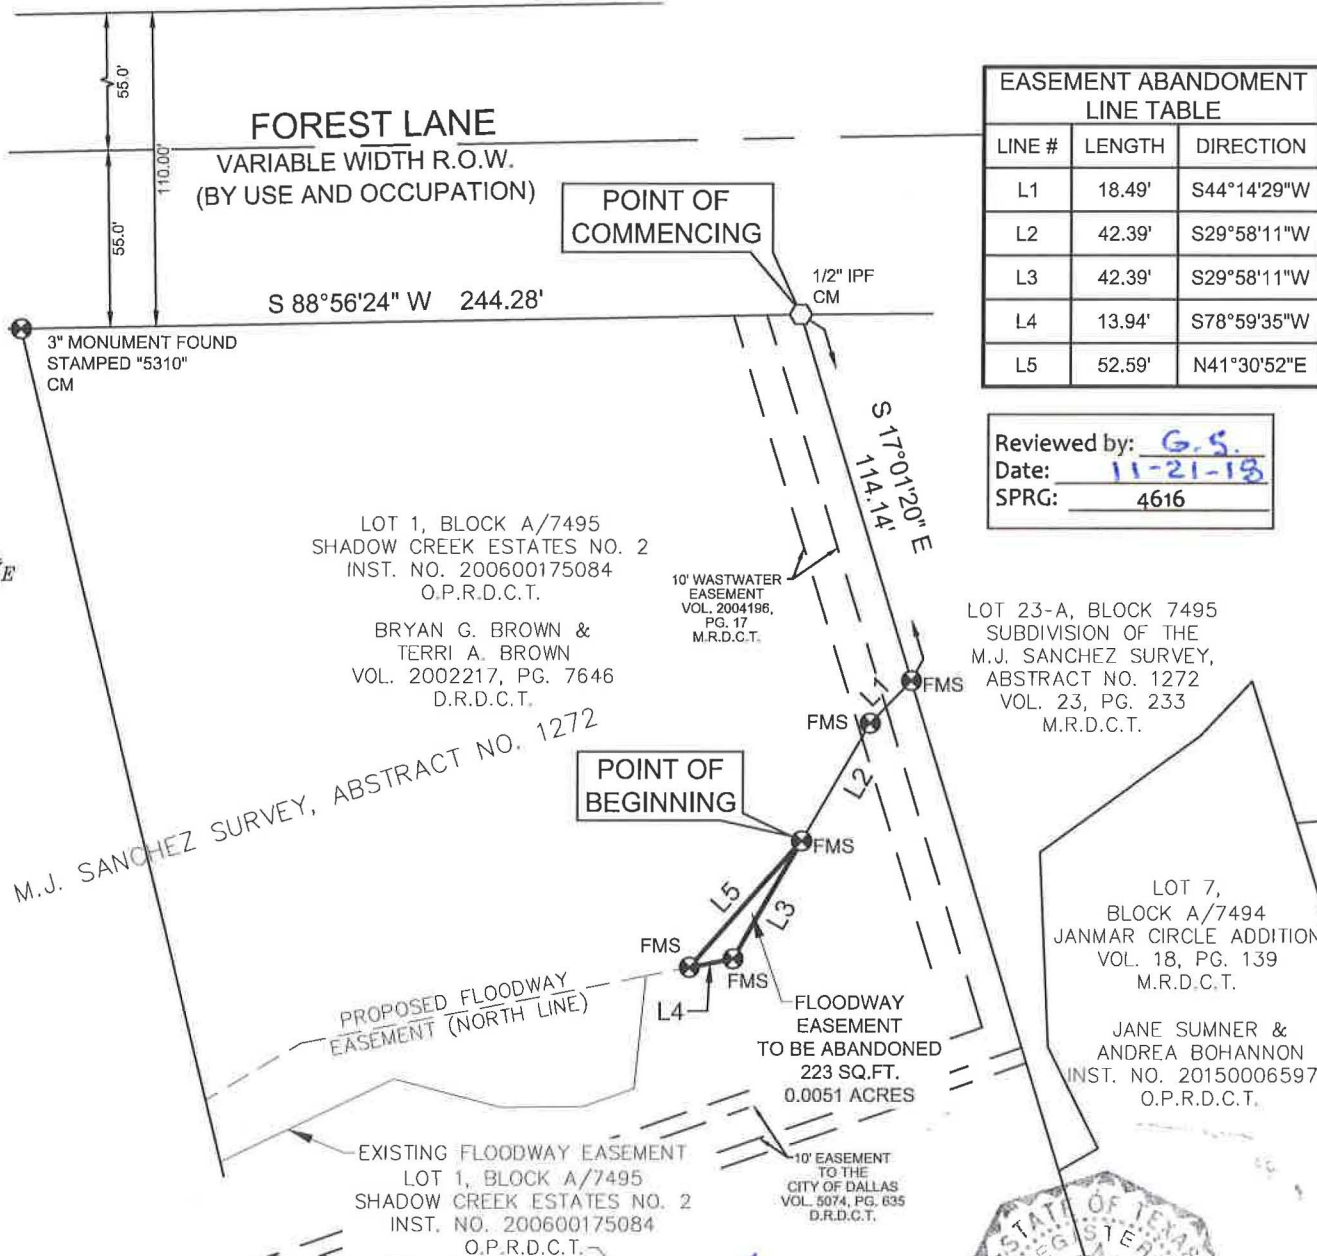 55.0'
110.00'
55.0'
FOREST LANE
VARIABLE WIDTH R.O.W.
(BY USE AND OCCUPATION)
POINT OF
COMMENCING
1/2" IPF
CM
S 88°56'24" W 244.28'
3" MONUMENT FOUND
STAMPED "5310"
CM
EASEMENT ABANDOMENT
LINE TABLE
LINE # LENGTH DIRECTION
L1 18.49' S44°14'29"W
L2 42.39' S29°58'11"W
L3 42.39' S29°58'11"W
L4 13.94' S78°59'35"W
L5 52.59' N41°30'52"E
Reviewed by: G.S.
Date: 11-21-18
SPRG: 4616
S 17°01'20" E
114.14'
LOT 1, BLOCK A/7495
SHADOW CREEK ESTATES NO. 2
INST. NO. 200600175084
O.P.R.D.C.T.
BRYAN G. BROWN &
TERRI A. BROWN
VOL. 2002217, PG. 7646
D.R.D.C.T.
10' WASTWATER
EASEMENT
VOL. 2004196,
PG. 17
M.R.D.C.T.
LOT 23-A, BLOCK 7495
SUBDIVISION OF THE
M.J. SANCHEZ SURVEY,
ABSTRACT NO. 1272
VOL. 23, PG. 233
M.R.D.C.T.
E
M.J. SANCHEZ SURVEY, ABSTRACT NO. 1272
L1
FMS
FMS
L2
POINT OF
BEGINNING
FMS
L5
L3
FMS
FMS
L4
PROPOSED FLOODWAY
EASEMENT (NORTH LINE)
FLOODWAY
EASEMENT
TO BE ABANDONED
223 SQ.FT.
0.0051 ACRES
LOT 7,
BLOCK A/7494
JANMAR CIRCLE ADDITION
VOL. 18, PG. 139
M.R.D.C.T.
JANE SUMNER &
ANDREA BOHANNON
INST. NO. 20150006597
O.P.R.D.C.T.
EXISTING FLOODWAY EASEMENT
LOT 1, BLOCK A/7495
SHADOW CREEK ESTATES NO. 2
INST. NO. 200600175084
O.P.R.D.C.T.
10' EASEMENT
TO THE
CITY OF DALLAS
VOL. 5074, PG. 635
D.R.D.C.T.
STATE OF TEXAS